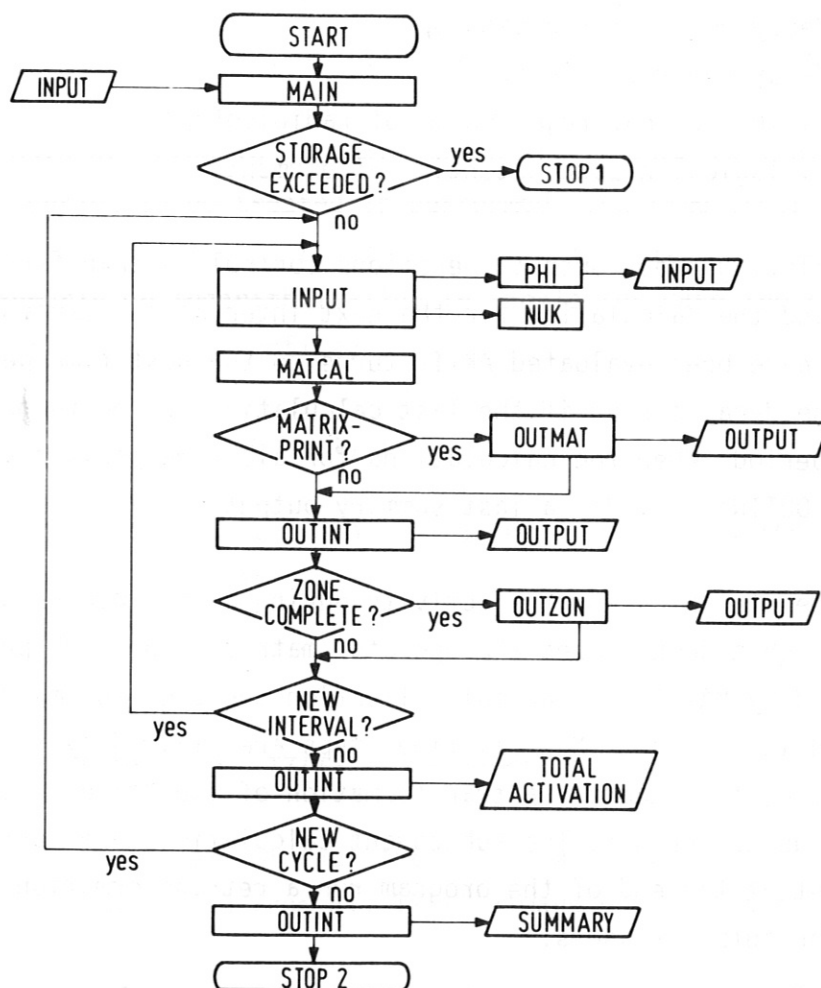 START
INPUT
MAIN
STORAGE
EXCEEDED?
yes
STOP 1
no
INPUT
PHI
INPUT
NUK
MATCAL
MATRIX-
PRINT?
yes
OUTMAT
OUTPUT
no
OUTINT
OUTPUT
ZONE
COMPLETE?
yes
OUTZON
OUTPUT
no
NEW
INTERVAL?
yes
no
OUTINT
TOTAL
ACTIVATION
NEW
CYCLE?
yes
no
OUTINT
SUMMARY
STOP 2